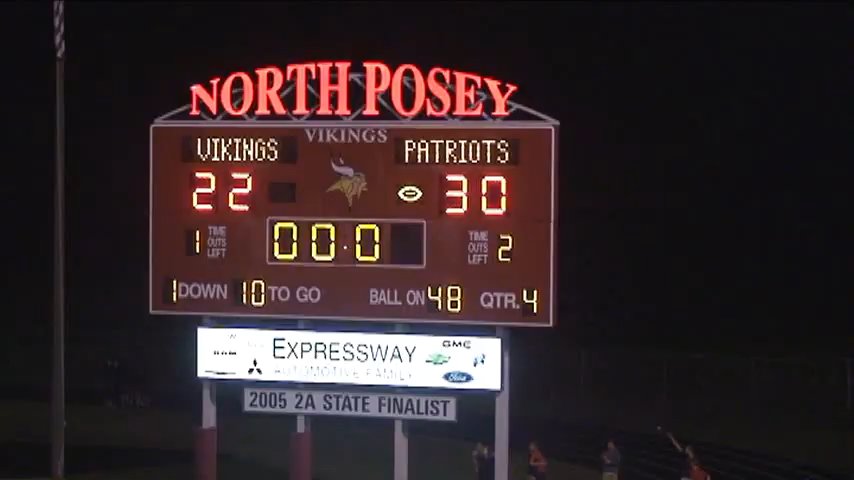 NORTH POSEY
VIKINGS
VIKINGS PATRIOTS
22 30
1 TIME OUTS LEFT 00.0 TIME OUTS LEFT 2
1 DOWN 10 TO GO BALL ON 48 QTR. 4
EXPRESSWAY GMC
AUTOMOTIVE FAMILY Ford
2005 2A STATE FINALIST